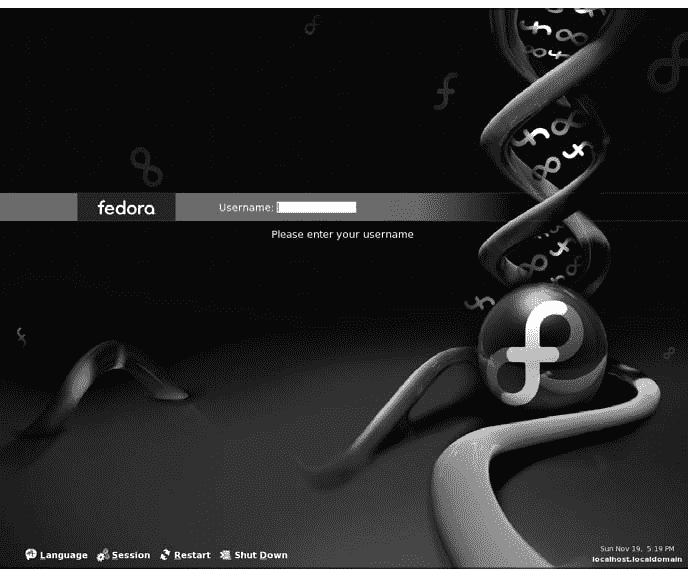 fedora
Username:
Please enter your username
Language Session Restart Shut Down
Sun Nov 19, 5:19 PM
localhost.localdomain